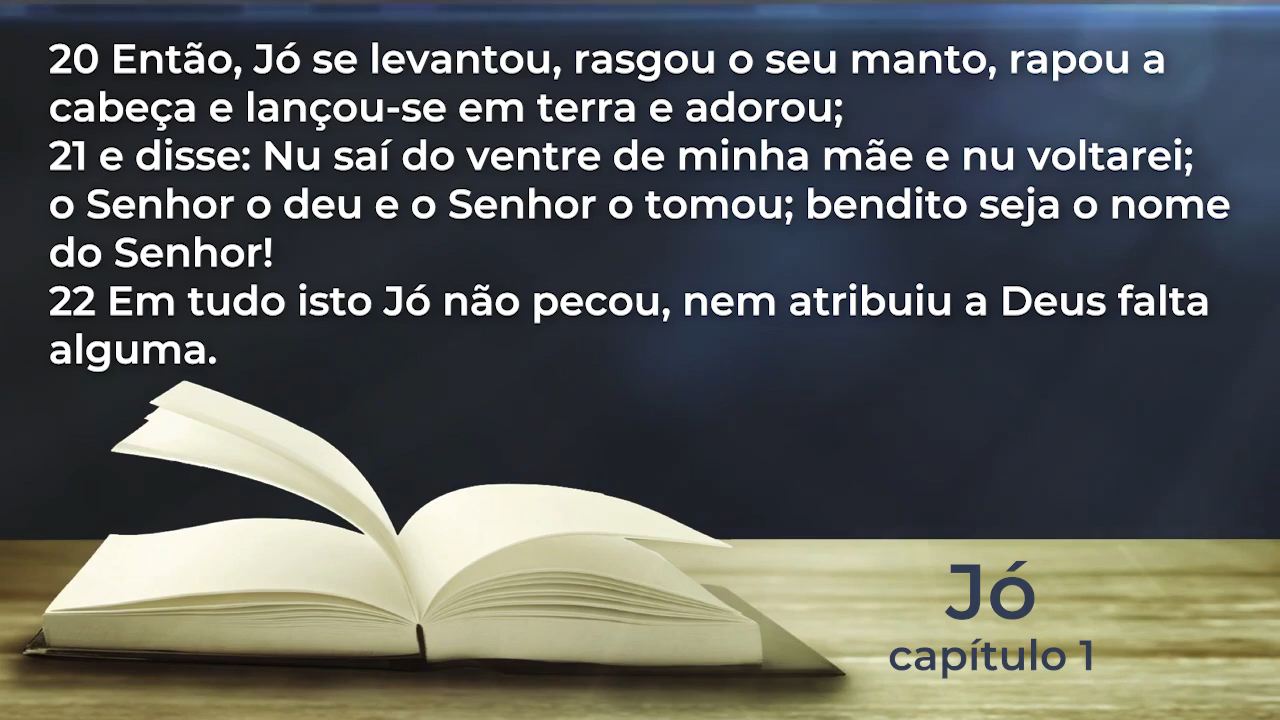 20 Então, Jó se levantou, rasgou o seu manto, rapou a
cabeça e lançou-se em terra e adorou;
21 e disse: Nu saí do ventre de minha mãe e nu voltarei;
o Senhor o deu e o Senhor o tomou; bendito seja o nome
do Senhor!
22 Em tudo isto Jó não pecou, nem atribuiu a Deus falta
alguma.
Jó
capítulo 1